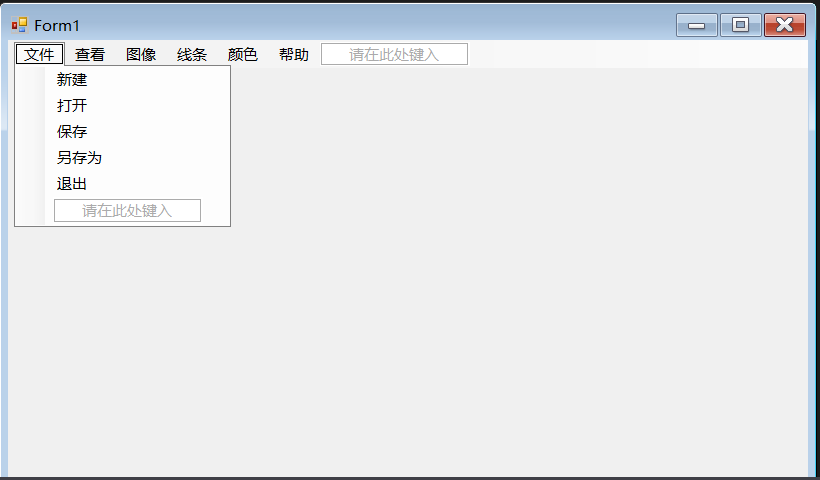 Form1
文件 查看 图像 线条 颜色 帮助 请在此处键入
新建
打开
保存
另存为
退出
请在此处键入